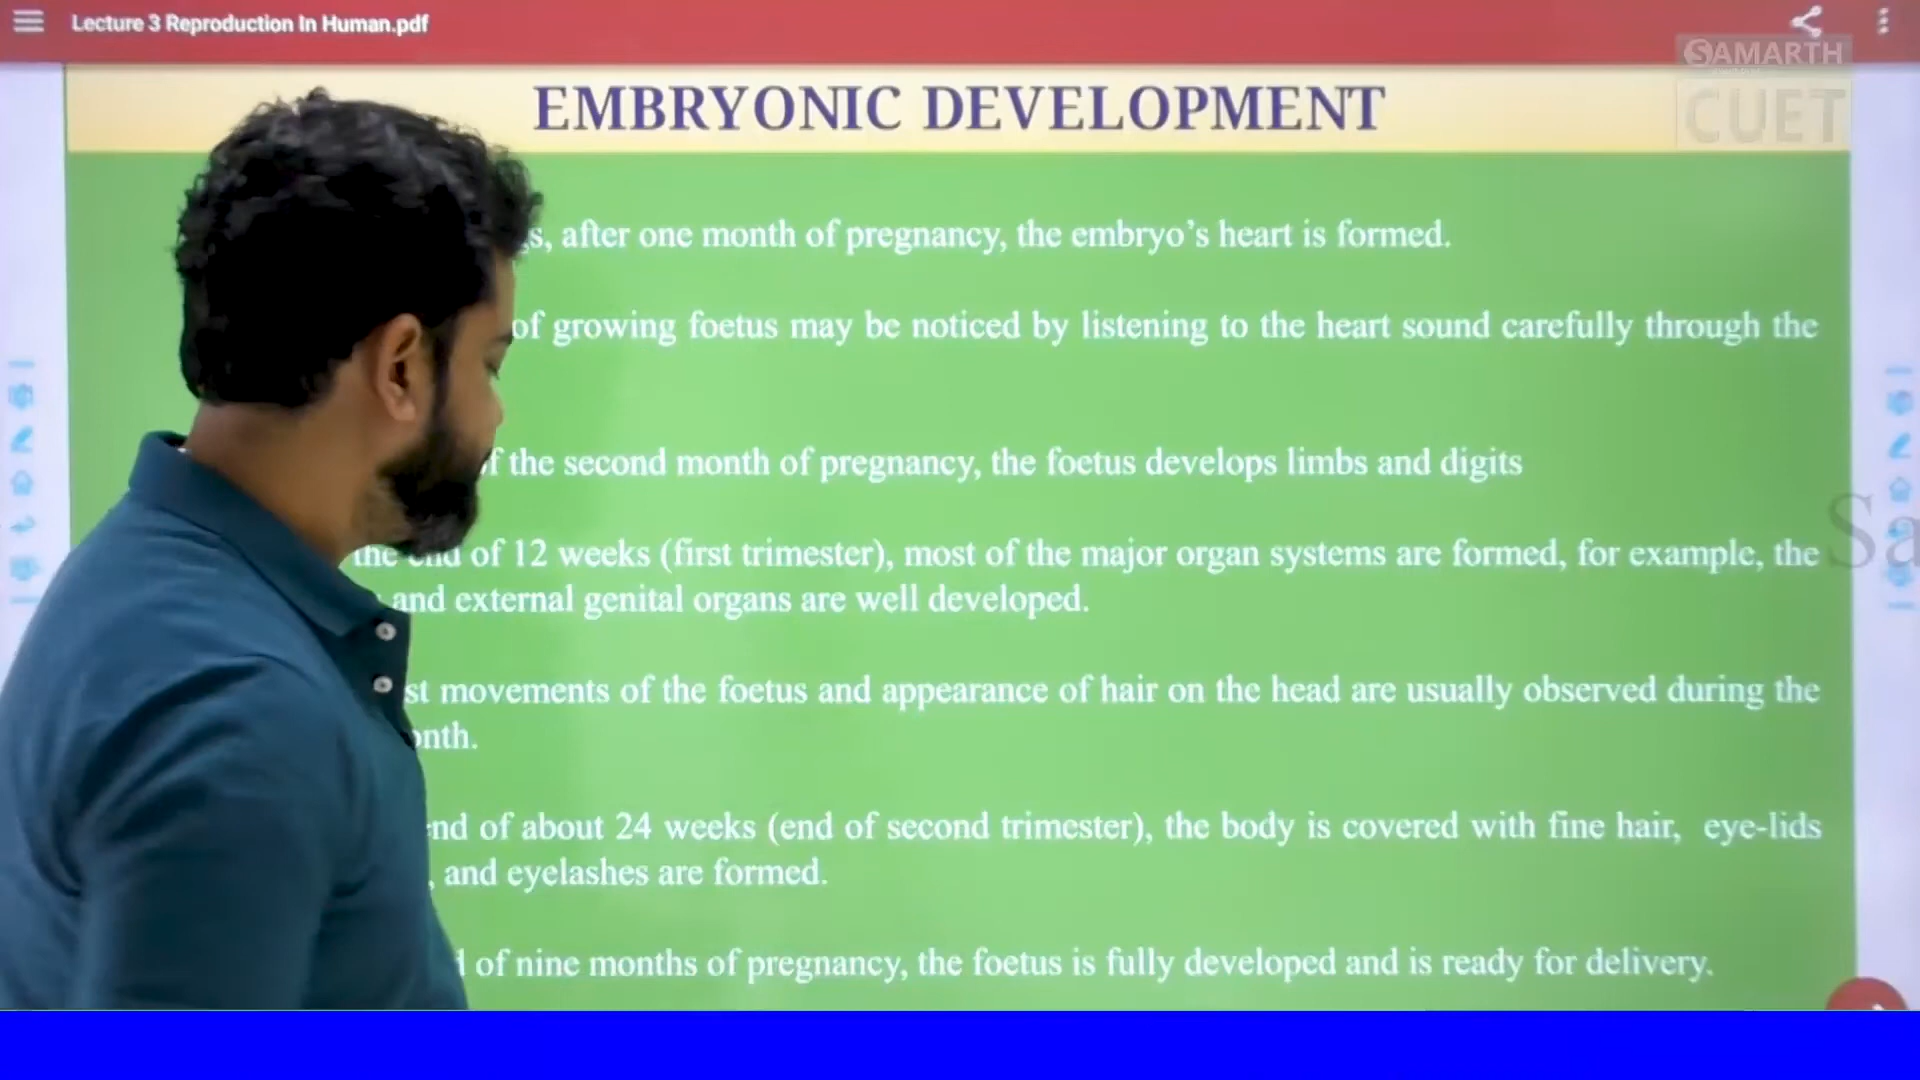 Lecture 3 Reproduction In Human.pdf
SAMARTH
CUET
EMBRYONIC DEVELOPMENT
after one month of pregnancy, the embryo’s heart is formed.
of growing foetus may be noticed by listening to the heart sound carefully through the
the second month of pregnancy, the foetus develops limbs and digits
the end of 12 weeks (first trimester), most of the major organ systems are formed, for example, the
and external genital organs are well developed.
movements of the foetus and appearance of hair on the head are usually observed during the
of about 24 weeks (end of second trimester), the body is covered with fine hair, eye-lids
, and eyelashes are formed.
of nine months of pregnancy, the foetus is fully developed and is ready for delivery.